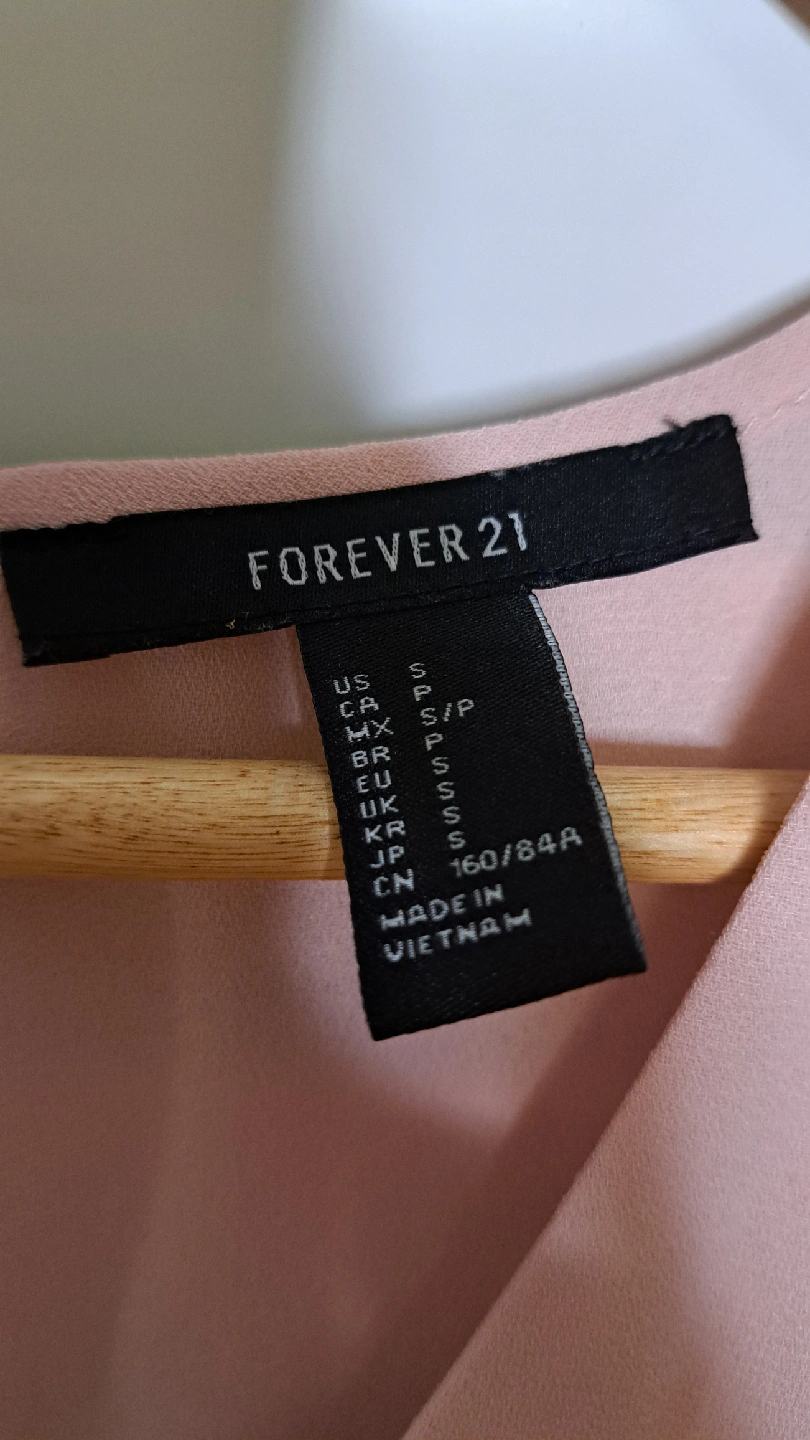 FOREVER 21
US S
CA P
MX S/P
BR P
EU S
UK S
KR S
JP S
CN 160/84A
MADE IN
VIETNAM